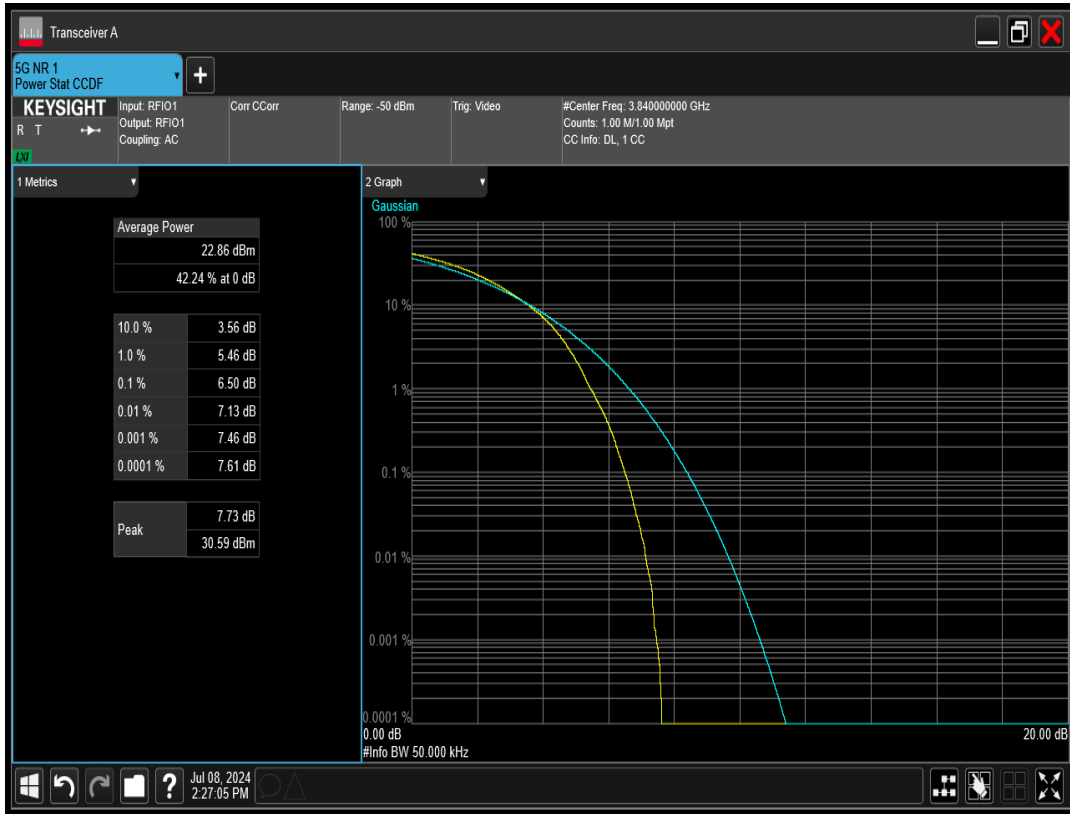 Transceiver A
5G NR 1
Power Stat CCDF
+
KEYSIGHT
R T
LXI
Input: RFIO1
Output: RFIO1
Coupling: AC
Corr CCorr
Range: -50 dBm
Trig: Video
#Center Freq: 3.840000000 GHz
Counts: 1.00 M/1.00 Mpt
CC Info: DL, 1 CC
1 Metrics
Average Power
22.86 dBm
42.24 % at 0 dB
10.0 % 3.56 dB
1.0 % 5.46 dB
0.1 % 6.50 dB
0.01 % 7.13 dB
0.001 % 7.46 dB
0.0001 % 7.61 dB
Peak
7.73 dB
30.59 dBm
2 Graph
Gaussian
100 %
10 %
1 %
0.1 %
0.01 %
0.001 %
0.0001 %
0.00 dB 20.00 dB
#Info BW 50.000 kHz
?
Jul 08, 2024
2:27:05 PM